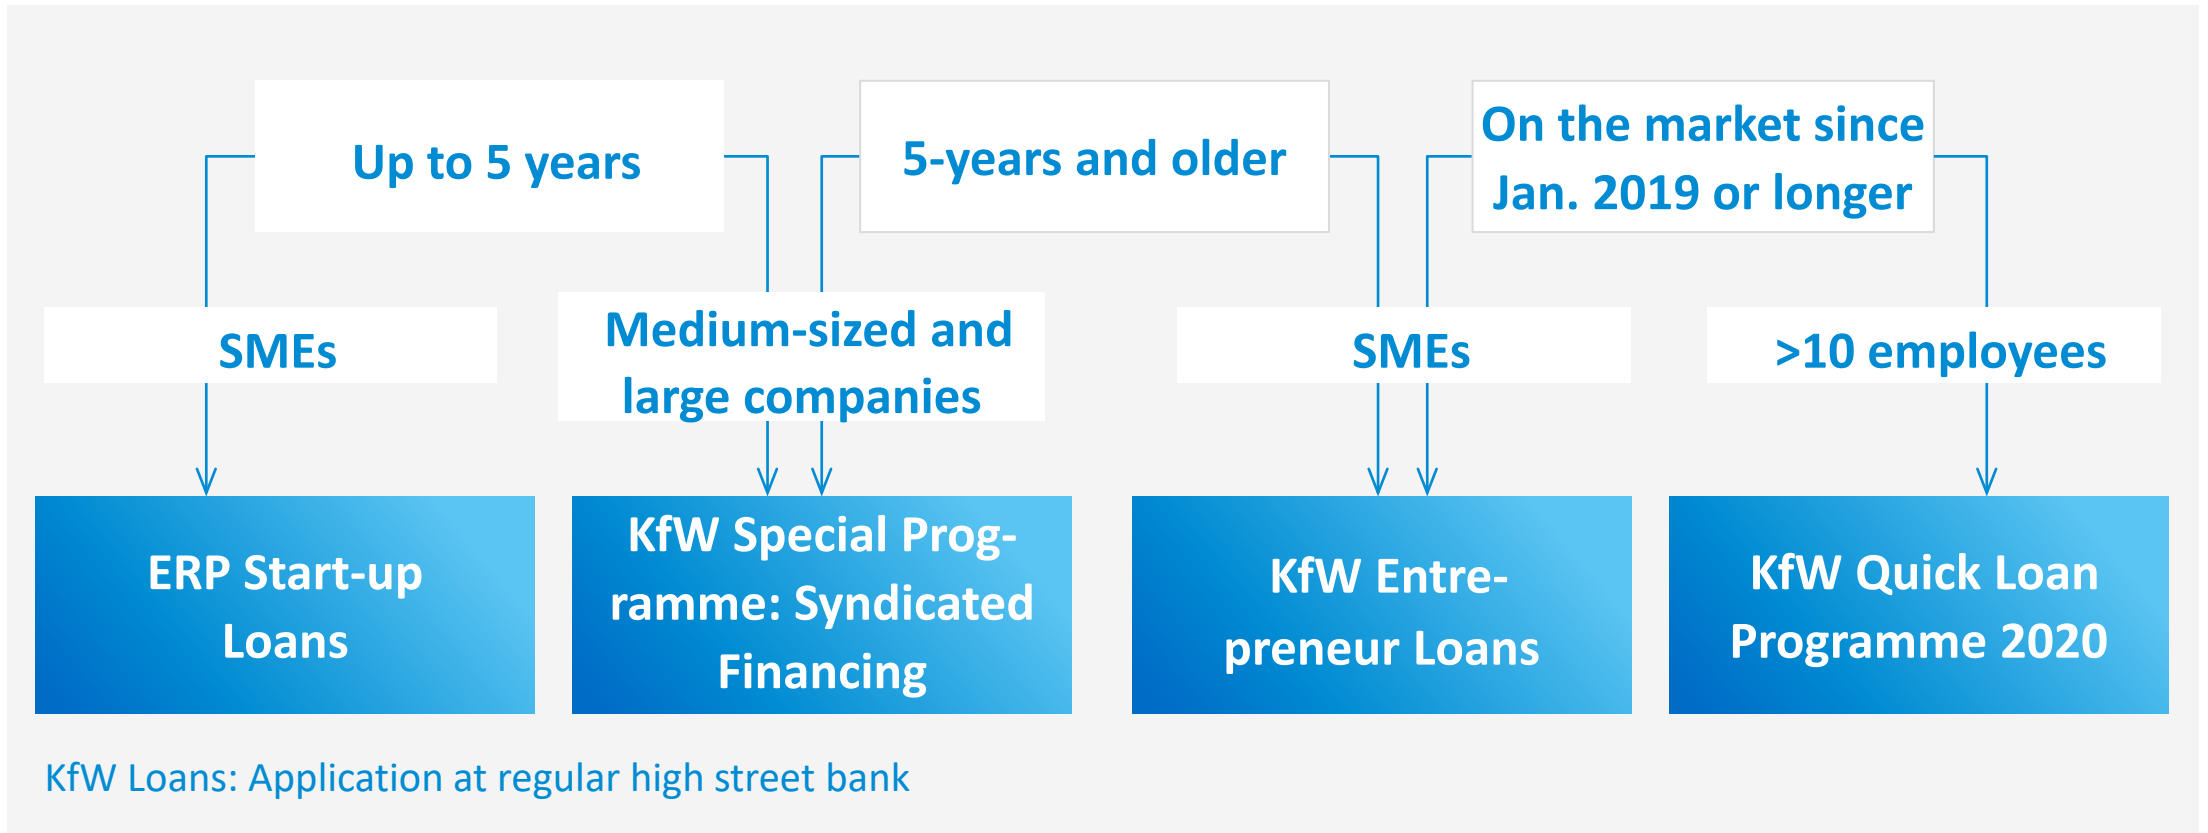 Up to 5 years
5-years and older
On the market since
Jan. 2019 or longer
SMEs
Medium-sized and
large companies
SMEs
>10 employees
ERP Start-up
Loans
KfW Special Prog-
ramme: Syndicated
Financing
KfW Entre-
preneur Loans
KfW Quick Loan
Programme 2020
KfW Loans: Application at regular high street bank